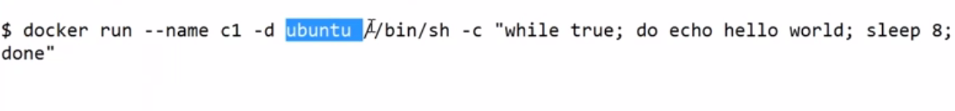 $ docker run --name c1 -d ubuntu //bin/sh -c "while true; do echo hello world; sleep 8;
done"